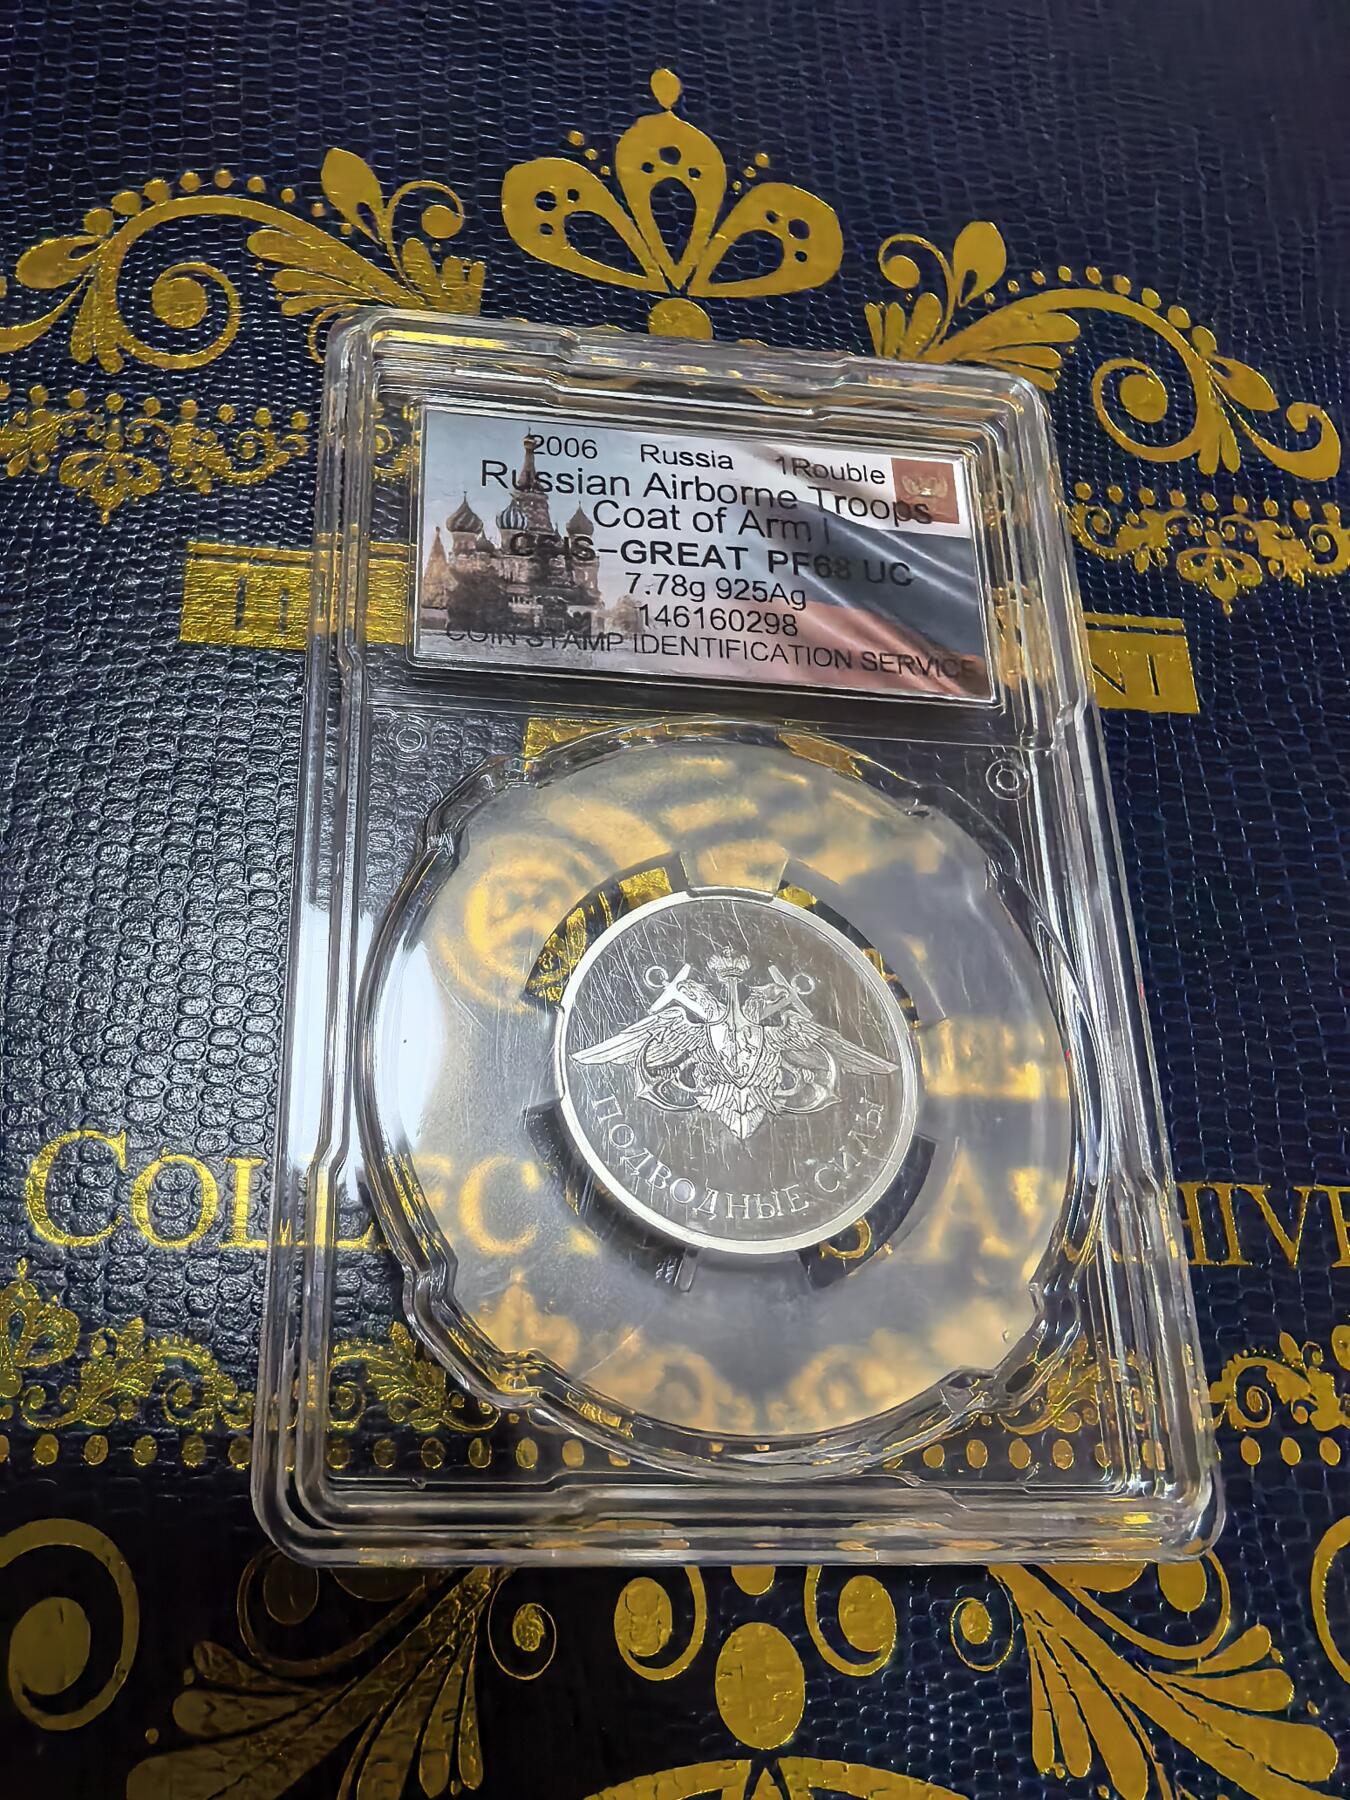 2006 Russia 1Rouble
Russian Airborne Troops
Coat of Arm I
CSIS-GREAT PF68 UC
7.78g 925Ag
146160298
COIN STAMP IDENTIFICATION SERVICE
ПОДВОДНЫЕ СИЛЫ